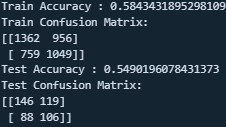 Train Accuracy : 0.5843431895298109
Train Confusion Matrix:
[[1362  956]
 [ 759 1049]]
Test Accuracy : 0.5490196078431373
Test Confusion Matrix:
[[146 119]
 [ 88 106]]